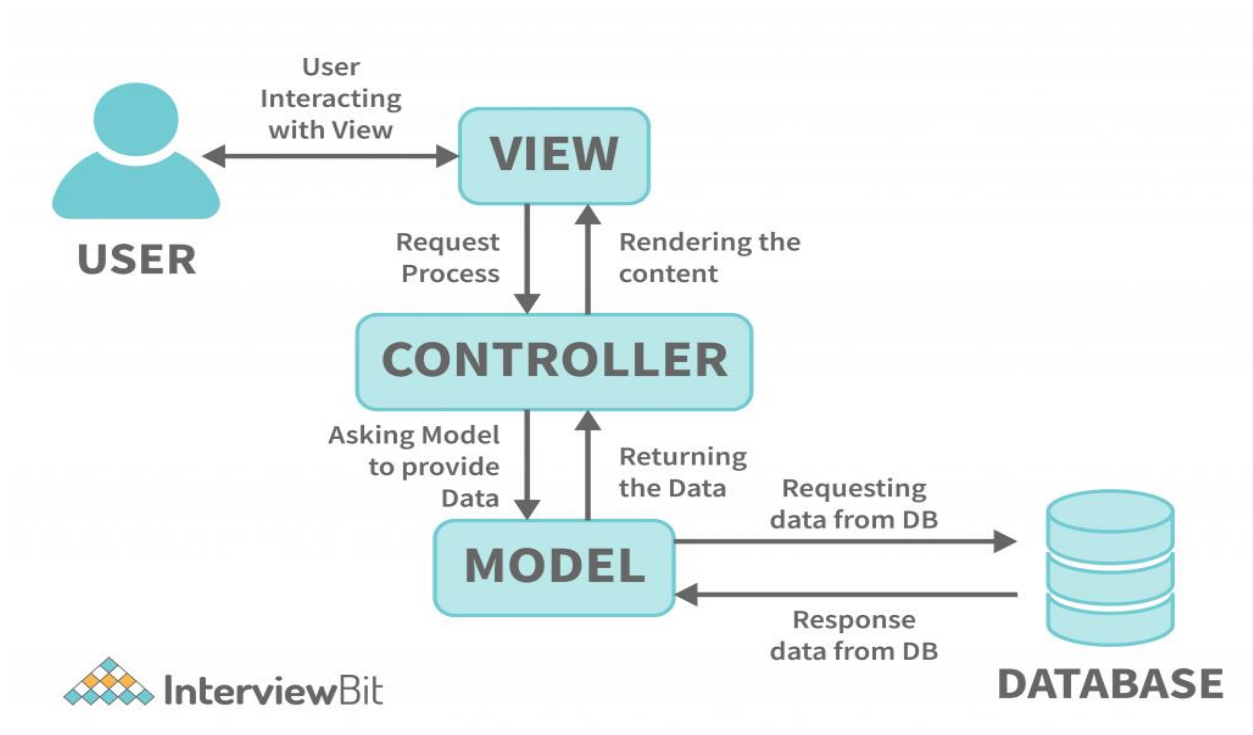 User
Interacting
with View
VIEW
USER
Request
Process
Rendering the
content
CONTROLLER
Asking Model
to provide
Data
Returning
the Data
Requesting
data from DB
MODEL
Response
data from DB
DATABASE
InterviewBit